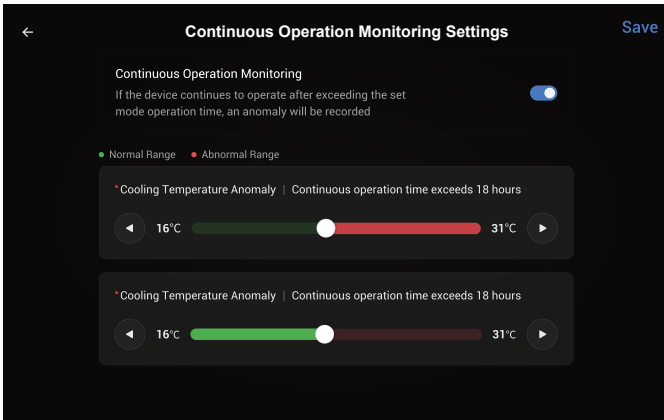 Continuous Operation Monitoring Settings
Save
Continuous Operation Monitoring
If the device continues to operate after exceeding the set
mode operation time, an anomaly will be recorded
Normal Range
Abnormal Range
*Cooling Temperature Anomaly | Continuous operation time exceeds 18 hours
16°C
31°C
*Cooling Temperature Anomaly | Continuous operation time exceeds 18 hours
16°C
31°C